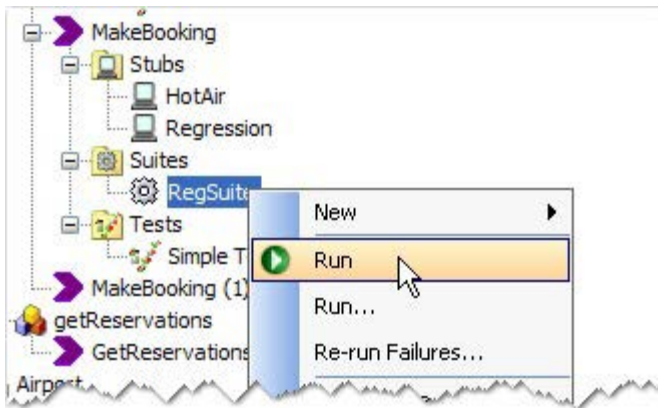 MakeBooking
Stubs
HotAir
Regression
Suites
RegSuite
New
Tests
Run
Simple
MakeBooking (1)
Run...
getReservations
GetReservations
Re-run Failures...